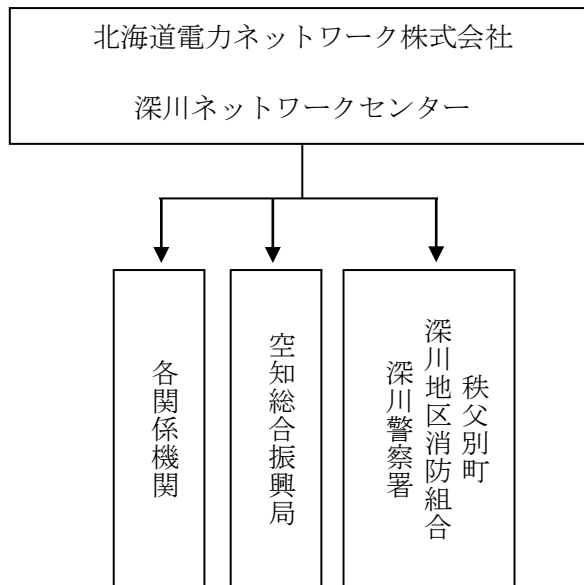 北海道電力ネットワーク株式会社
深川ネットワークセンター
各関係機関
空知総合振興局
秩父別町
深川地区消防組合
深川警察署